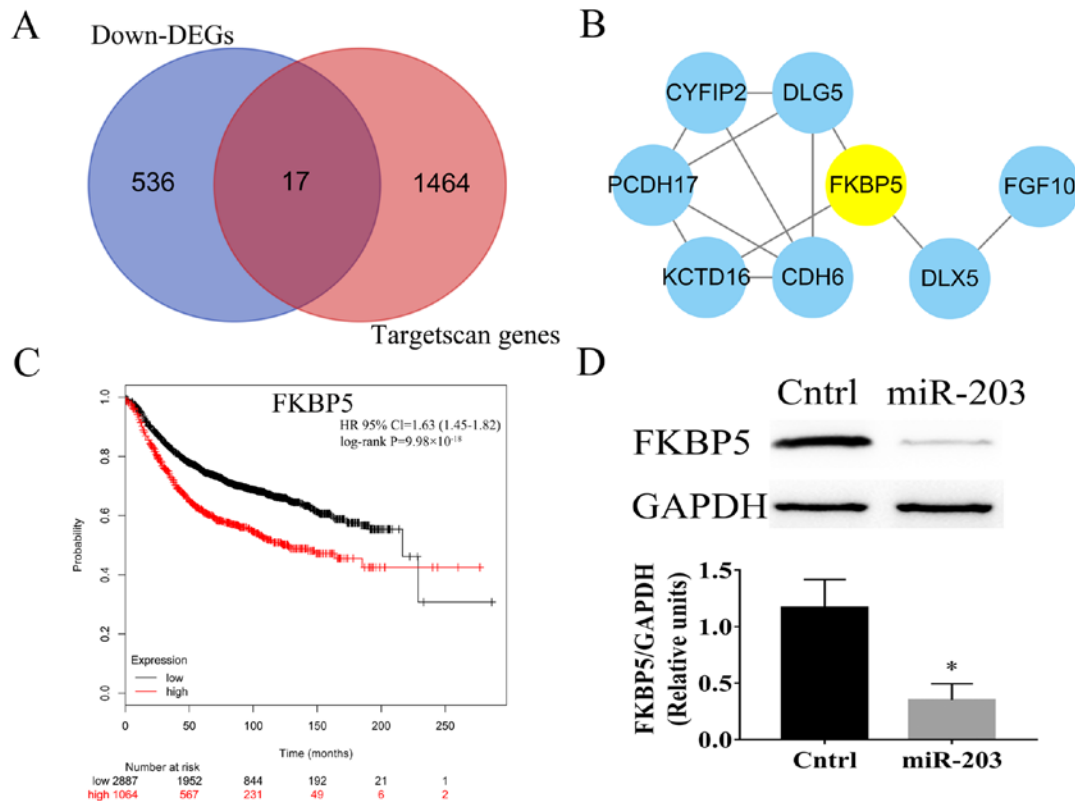 A
Down-DEGs
536
17
1464
Targetscan genes
B
CYFIP2
DLG5
PCDH17
FKBP5
FGF10
KCTD16
CDH6
DLX5
C
FKBP5
HR 95% CI=1.63 (1.45-1.82)
log-rank P=9.98×10⁻¹⁸
Probability
1.0
0.8
0.6
0.4
0.2
0.0
Expression
low
high
0 50 100 150 200 250
Time (months)
Number at risk
low 2887 1952 844 192 21 1
high 1064 567 231 49 6 2
D
Cntrl miR-203
FKBP5
GAPDH
FKBP5/GAPDH
(Relative units)
1.5
1.0
0.5
0.0
*
Cntrl miR-203